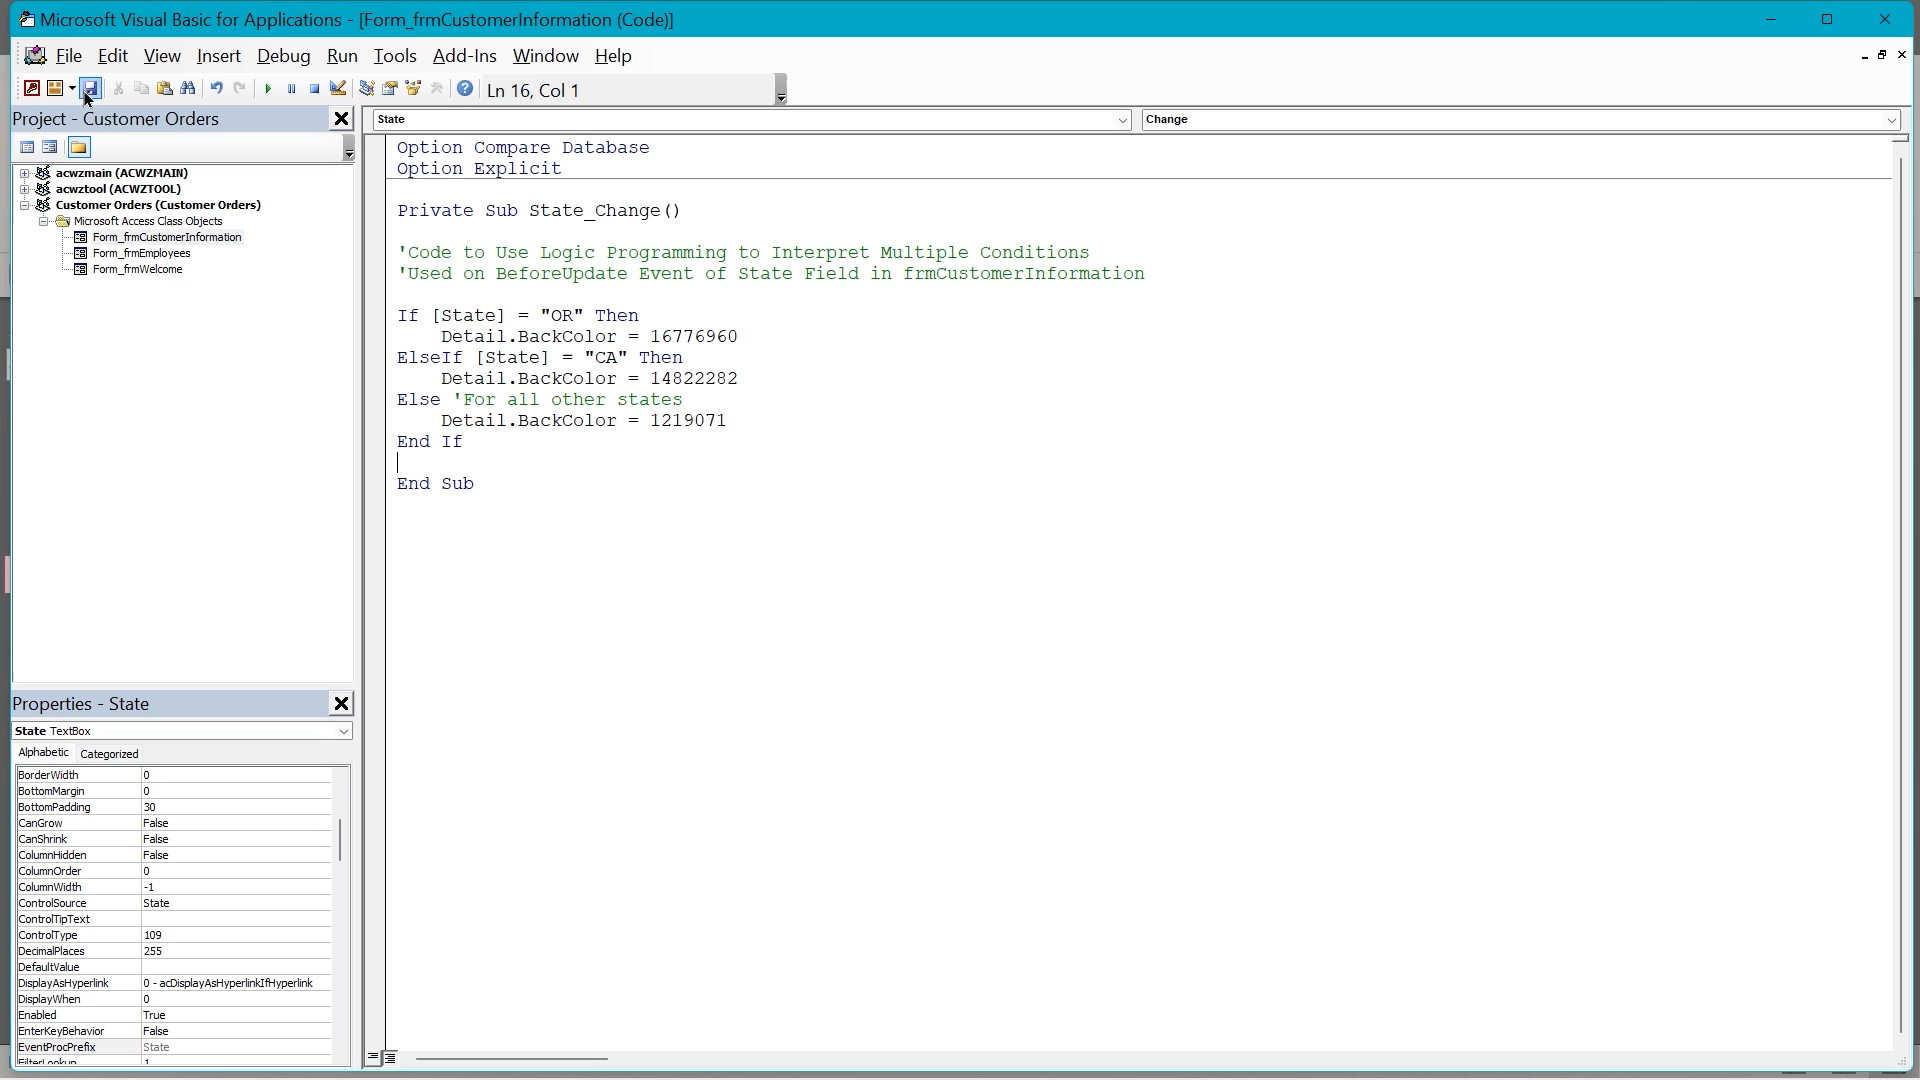 Microsoft Visual Basic for Applications - [Form_frmCustomerInformation (Code)]
File Edit View Insert Debug Run Tools Add-Ins Window Help
Ln 16, Col 1
Project - Customer Orders
acwzmain (ACWZMAIN)
acwztool (ACWZTOOL)
Customer Orders (Customer Orders)
Microsoft Access Class Objects
Form_frmCustomerInformation
Form_frmEmployees
Form_frmWelcome
Properties - State
State TextBox
Alphabetic Categorized
BorderWidth 0
BottomMargin 0
BottomPadding 30
CanGrow False
CanShrink False
ColumnHidden False
ColumnOrder 0
ColumnWidth -1
ControlSource State
ControlTipText
ControlType 109
DecimalPlaces 255
DefaultValue
DisplayAsHyperlink 0 - acDisplayAsHyperlinkIfHyperlink
DisplayWhen 0
Enabled True
EnterKeyBehavior False
EventProcPrefix State
FilterLookup 1
State Change
Option Compare Database
Option Explicit
Private Sub State_Change()
'Code to Use Logic Programming to Interpret Multiple Conditions
'Used on BeforeUpdate Event of State Field in frmCustomerInformation
If [State] = "OR" Then
Detail.BackColor = 16776960
ElseIf [State] = "CA" Then
Detail.BackColor = 14822282
Else 'For all other states
Detail.BackColor = 1219071
End If
End Sub